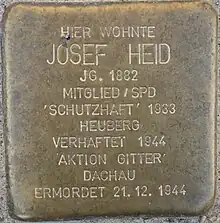 HIER WOHNTE
JOSEF HEID
JG. 1882
MITGLIED/SPD
'SCHUTZHAFT' 1933
HEUBERG
VERHAFTET 1944
'AKTION GITTER'
DACHAU
ERMORDET 21.12.1944